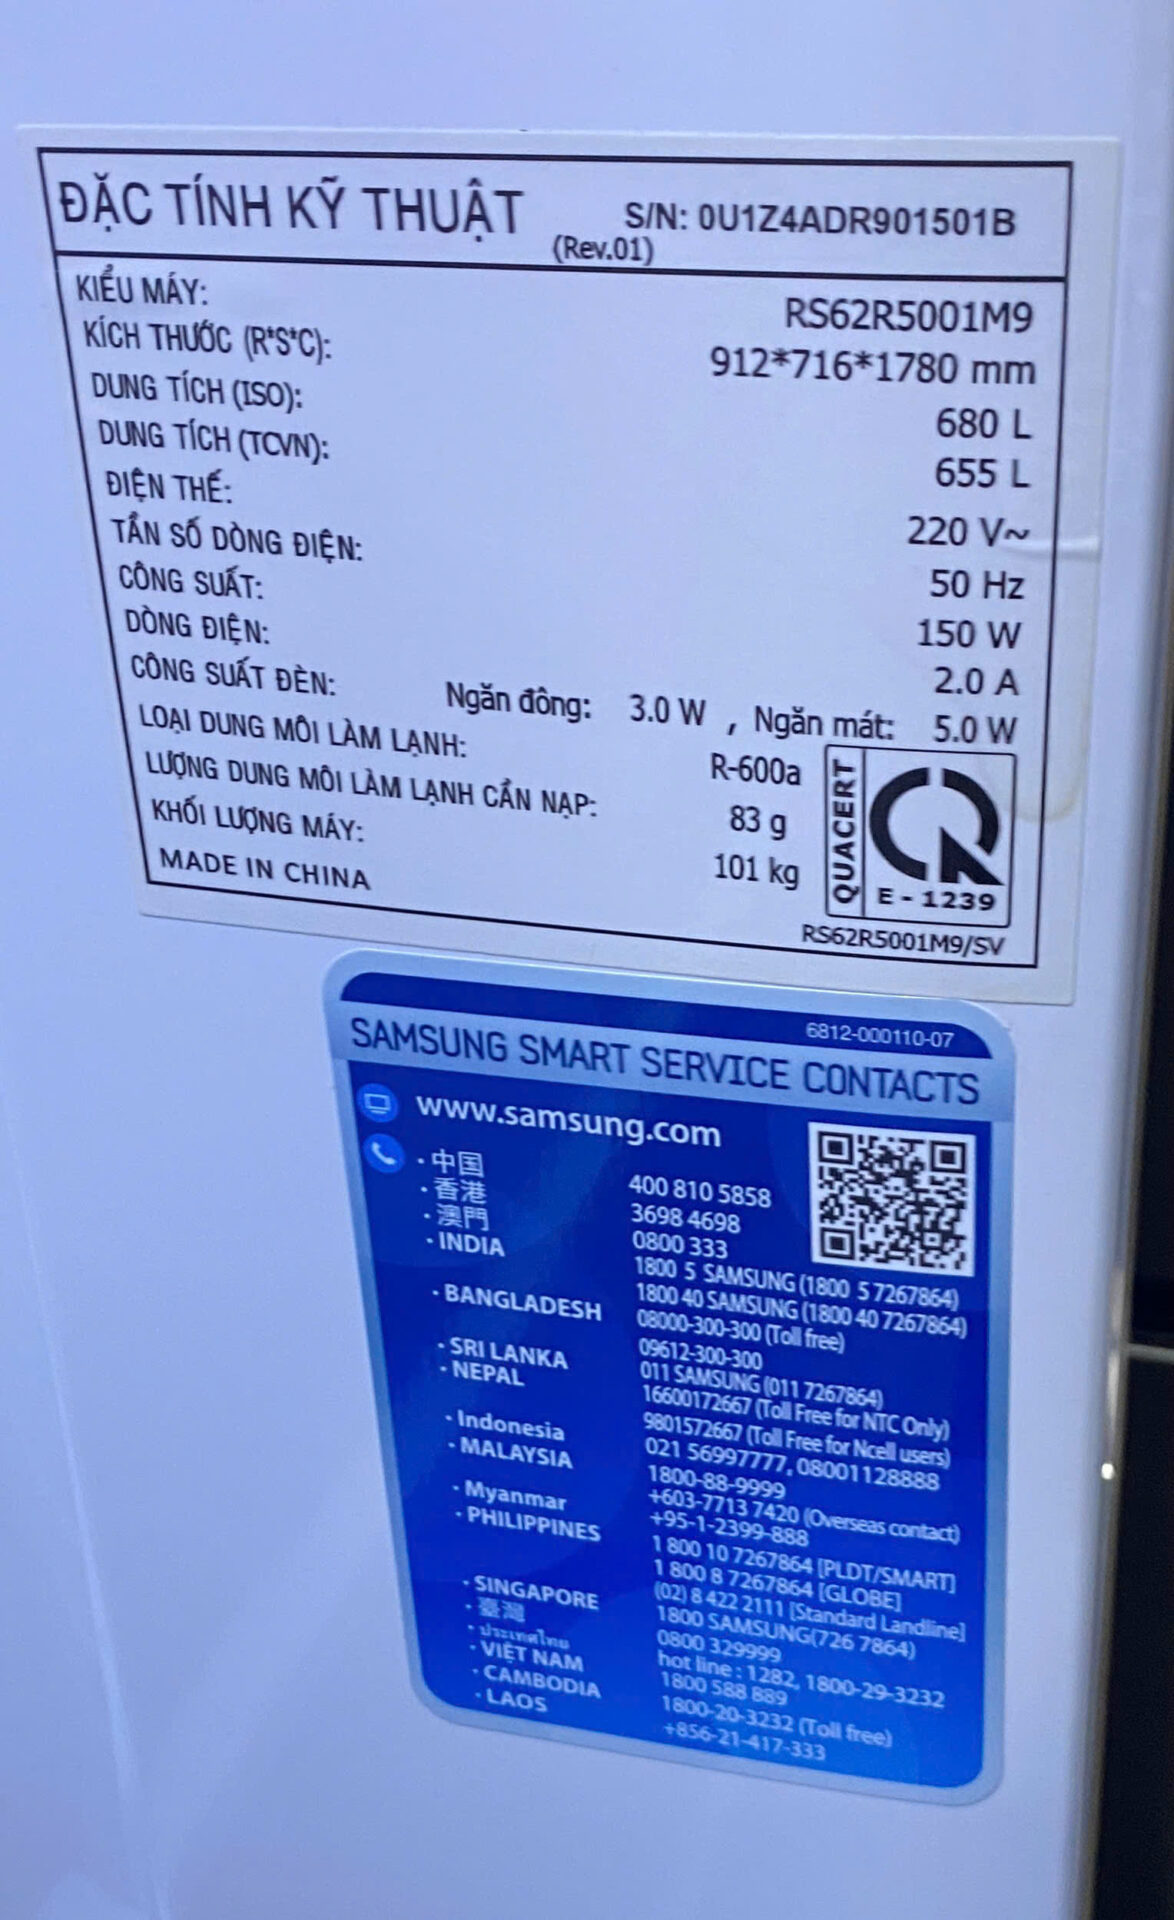 ĐẶC TÍNH KỸ THUẬT (Rev.01) S/N: 0U1Z4ADR901501B
KIỂU MÁY: RS62R5001M9
KÍCH THƯỚC (R*S*C): 912*716*1780 mm
DUNG TÍCH (ISO): 680 L
DUNG TÍCH (TCVN): 655 L
ĐIỆN THẾ: 220 V~
TẦN SỐ DÒNG ĐIỆN: 50 Hz
CÔNG SUẤT: 150 W
DÒNG ĐIỆN: 2.0 A
CÔNG SUẤT ĐÈN: Ngăn đông: 3.0 W , Ngăn mát: 5.0 W
LOẠI DUNG MÔI LÀM LẠNH: R-600a
LƯỢNG DUNG MÔI LÀM LẠNH CẦN NẠP: 83 g
KHỐI LƯỢNG MÁY: 101 kg
MADE IN CHINA
QUACERT
E - 1239
RS62R5001M9/SV
6812-000110-07
SAMSUNG SMART SERVICE CONTACTS
www.samsung.com
· 中国 400 810 5858
· 香港 3698 4698
· 澳門 0800 333
· INDIA 1800 5 SAMSUNG (1800 5 7267864)
1800 40 SAMSUNG (1800 40 7267864)
· BANGLADESH 08000-300-300 (Toll free)
09612-300-300
· SRI LANKA 011 SAMSUNG (011 7267864)
· NEPAL 16600172667 (Toll Free for NTC Only)
9801572667 (Toll Free for Ncell users)
· Indonesia 021 56997777, 08001128888
· MALAYSIA 1800-88-9999
+603-7713 7420 (Overseas contact)
· Myanmar +95-1-2399-888
· PHILIPPINES 1 800 10 7267864 [PLDT/SMART]
1 800 8 7267864 [GLOBE]
(02) 8 422 2111 [Standard Landline]
· SINGAPORE 1800 SAMSUNG(726 7864)
· 臺灣 0800 329999
· ประเทศไทย hot line : 1282, 1800-29-3232
· VIỆT NAM 1800 588 889
· CAMBODIA 1800-20-3232 (Toll free)
· LAOS +856-21-417-333